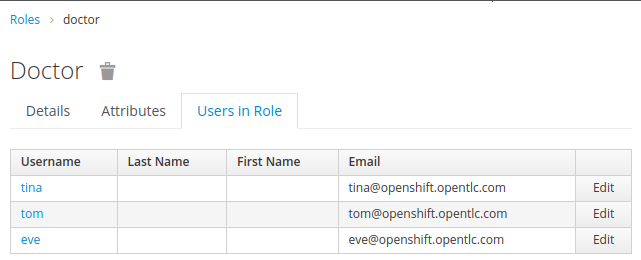 Roles > doctor
Doctor
Details Attributes Users in Role
Username Last Name First Name Email
tina tina@openshift.opentlc.com Edit
tom tom@openshift.opentlc.com Edit
eve eve@openshift.opentlc.com Edit